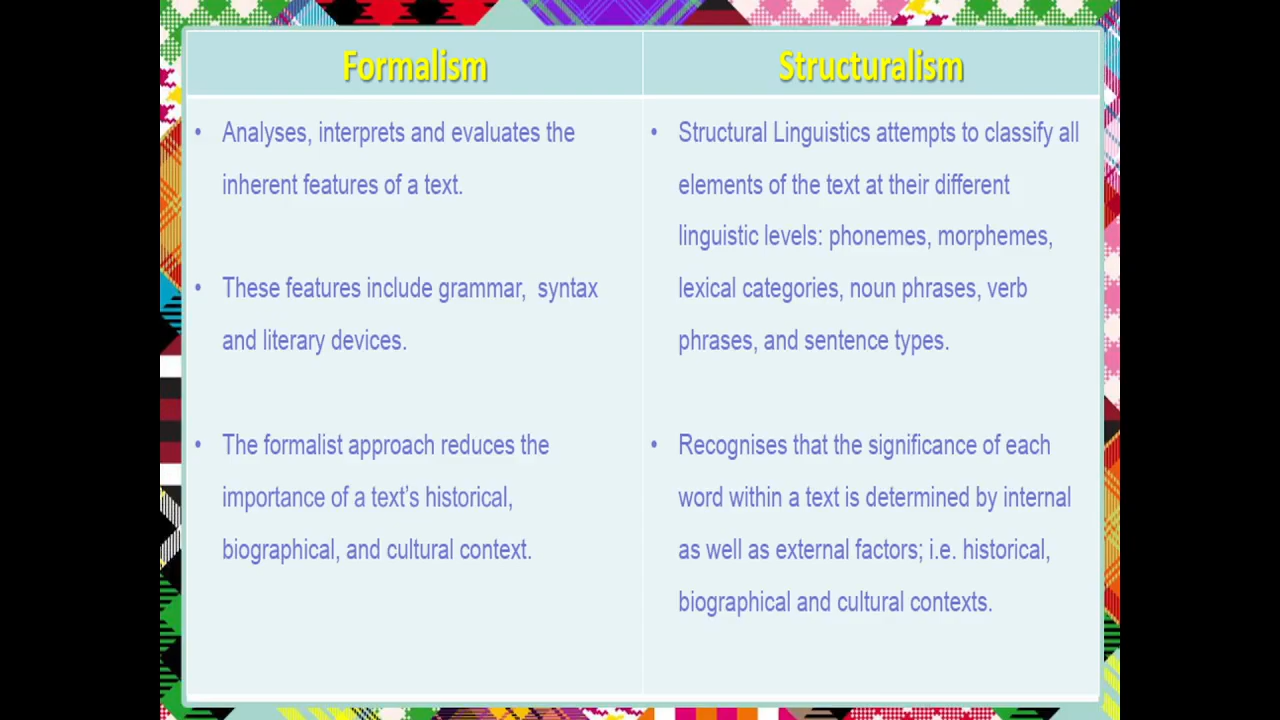 Formalism
• Analyses, interprets and evaluates the
inherent features of a text.
• These features include grammar,  syntax
and literary devices.
• The formalist approach reduces the
importance of a text’s historical,
biographical, and cultural context.
Structuralism
• Structural Linguistics attempts to classify all
elements of the text at their different
linguistic levels: phonemes, morphemes,
lexical categories, noun phrases, verb
phrases, and sentence types.
• Recognises that the significance of each
word within a text is determined by internal
as well as external factors; i.e. historical,
biographical and cultural contexts.